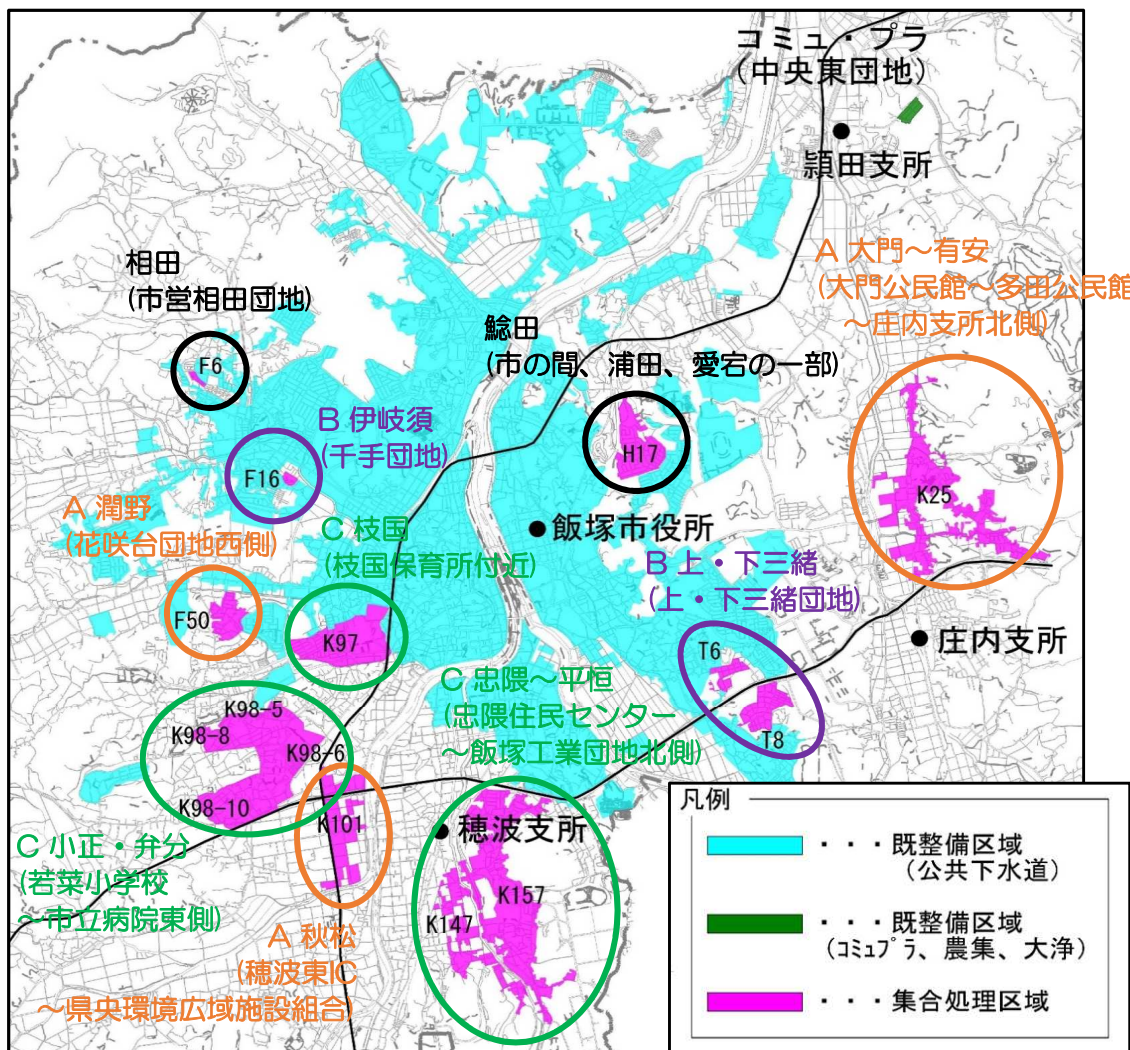 コミュ・プラ
(中央東団地)
頴田支所
A 大門～有安
(大門公民館～多田公民館
～庄内支所北側)
相田
(市営相田団地)
F6
鯰田
(市の間、浦田、愛宕の一部)
H17
K25
B 伊岐須
(千手団地)
F16
A 潤野
(花咲台団地西側)
F50
C 枝国
(枝国保育所付近)
K97
飯塚市役所
B 上・下三緒
(上・下三緒団地)
T6
T8
庄内支所
C 忠隈～平恒
(忠隈住民センター
～飯塚工業団地北側)
K98-5
K98-8
K98-6
K98-10
K101
穂波支所
K157
K147
C 小正・弁分
(若菜小学校
～市立病院東側)
A 秋松
(穂波東IC
～県央環境広域施設組合)
凡例
・・・既整備区域
(公共下水道)
・・・既整備区域
(ｺﾐｭﾌﾟﾗ、農集、大浄)
・・・集合処理区域